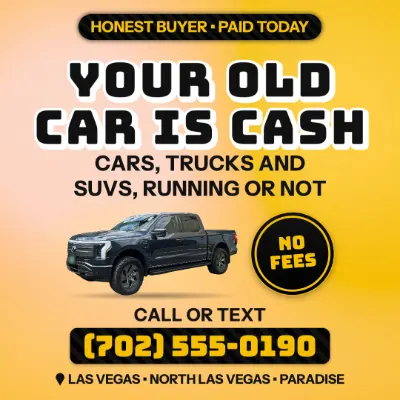 HONEST BUYER • PAID TODAY
YOUR OLD
CAR IS CASH
CARS, TRUCKS AND
SUVS, RUNNING OR NOT
NO
FEES
CALL OR TEXT
(702) 555-0190
LAS VEGAS • NORTH LAS VEGAS • PARADISE